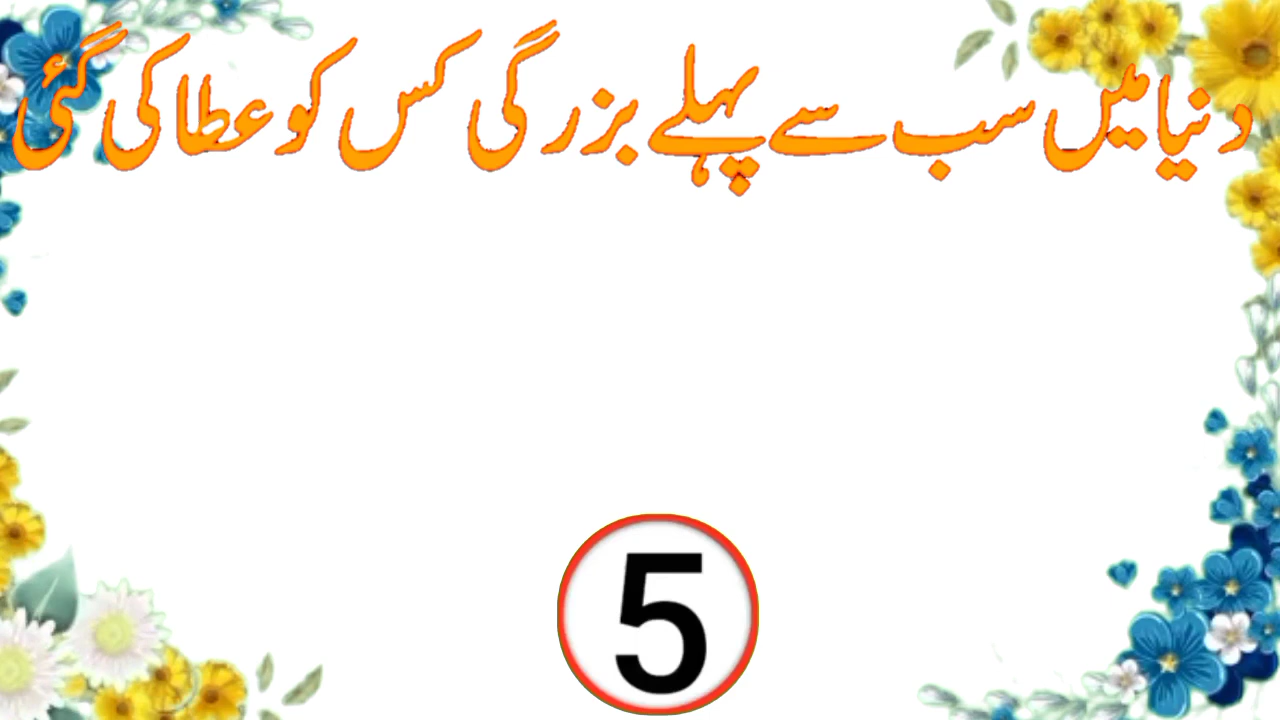 دنیا میں سب سے پہلے بزرگی کس کو عطا کی گئی
5